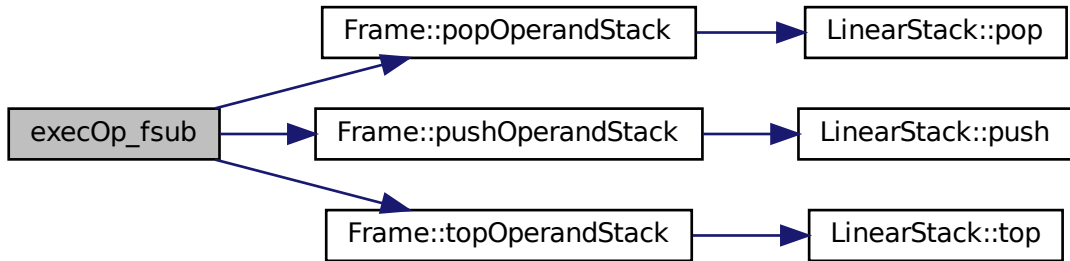 Frame::popOperandStack
LinearStack::pop
execOp_fsub
Frame::pushOperandStack
LinearStack::push
Frame::topOperandStack
LinearStack::top